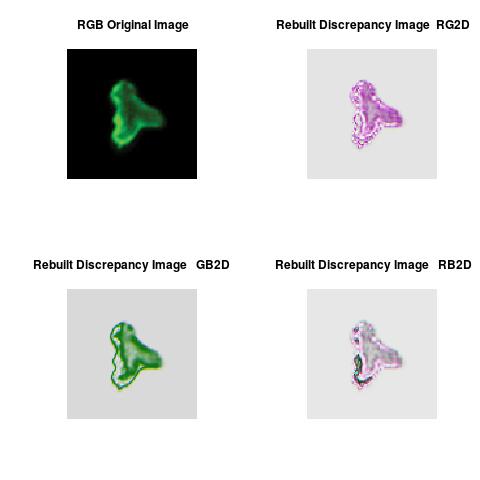 RGB Original Image
Rebuilt Discrepancy Image RG2D
Rebuilt Discrepancy Image GB2D
Rebuilt Discrepancy Image RB2D